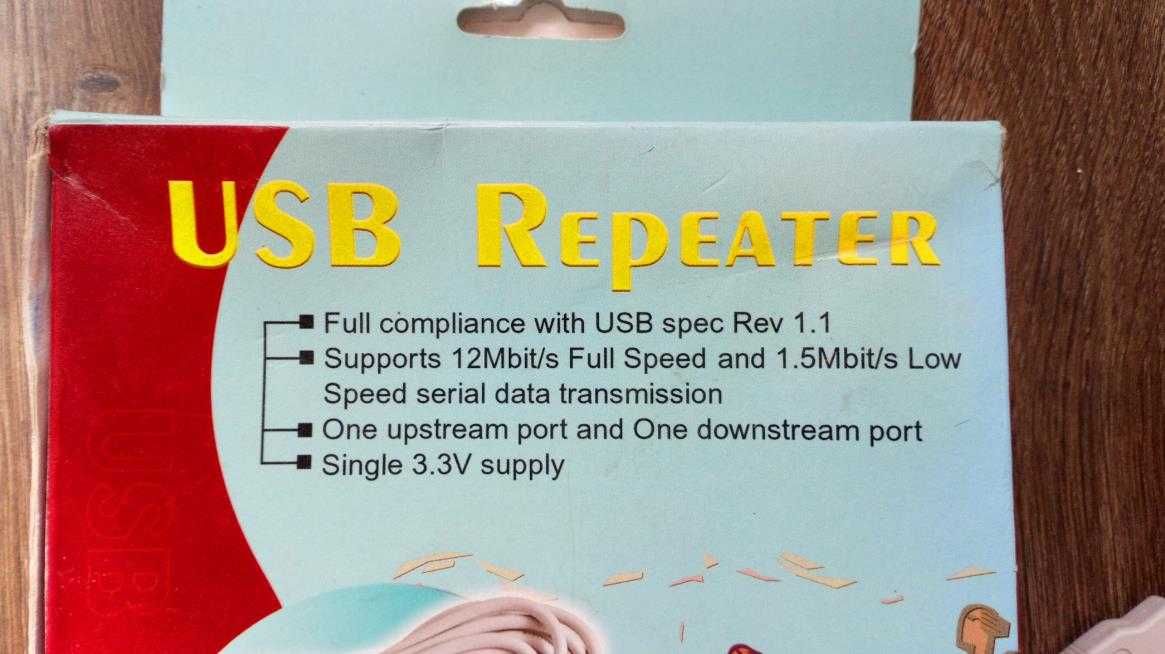 USB REPEATER
Full compliance with USB spec Rev 1.1
Supports 12Mbit/s Full Speed and 1.5Mbit/s Low
Speed serial data transmission
One upstream port and One downstream port
Single 3.3V supply
USB